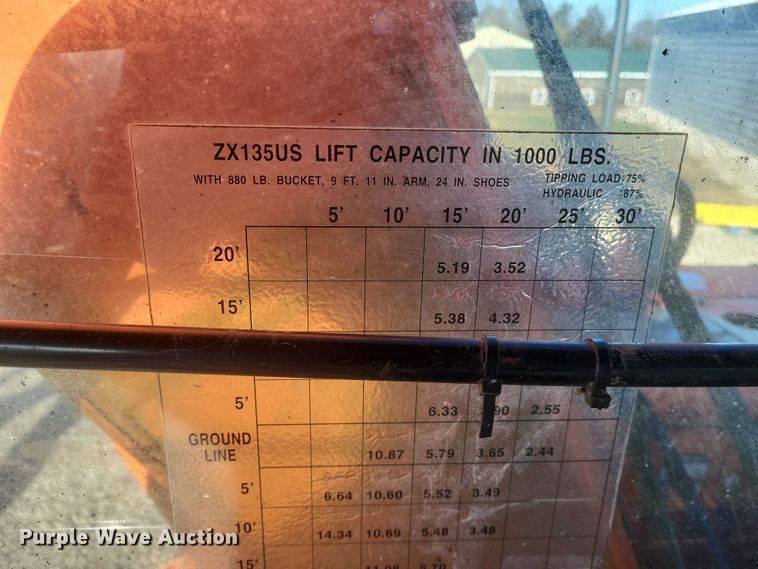 ZX135US LIFT CAPACITY IN 1000 LBS.
WITH 880 LB. BUCKET, 9 FT. 11 IN. ARM, 24 IN. SHOES
TIPPING LOAD:75%
HYDRAULIC :87%
5' 10' 15' 20' 25' 30'
20' 5.19 3.52
15' 5.38 4.32
5' 6.33 2.55
GROUND
LINE 10.87 5.79 3.65 2.44
5' 6.64 10.60 5.52 3.49
10' 14.34 10.69 5.48 3.48
15'
Purple Wave Auction